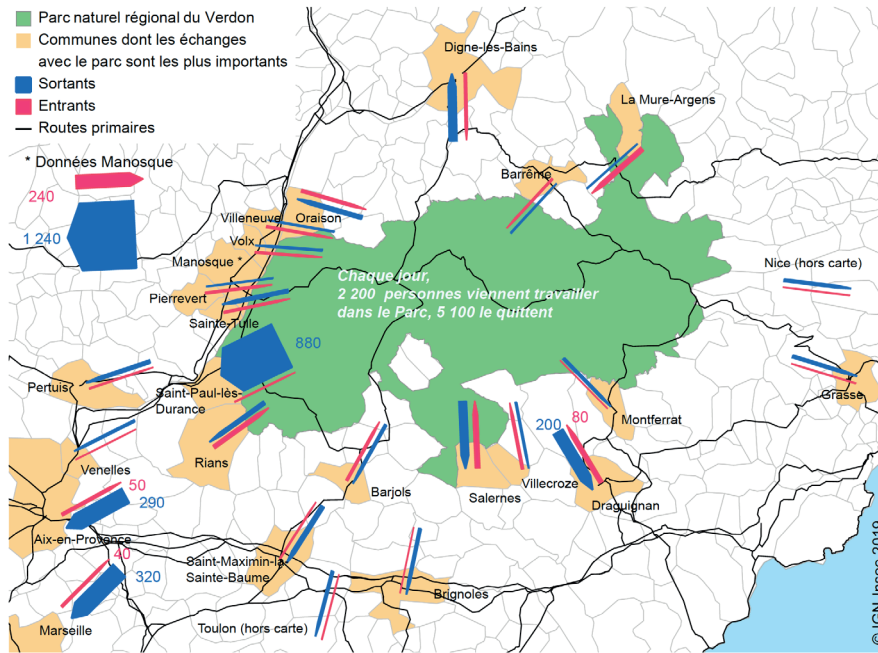 Parc naturel régional du Verdon
Communes dont les échanges
avec le parc sont les plus importants
Sortants
Entrants
Routes primaires
* Données Manosque
240
1 240
Digne-les-Bains
La Mure-Argens
Barrême
Villeneuve
Oraison
Volx
Manosque *
Pierrevert
Sainte-Tulle
Chaque jour,
2 200 personnes viennent travailler
dans le Parc, 5 100 le quittent
Nice (hors carte)
880
Pertuis
Saint-Paul-lès-
Durance
Grasse
Montferrat
200
80
Rians
Venelles
Barjols
Salernes
Villecroze
Draguignan
50
290
Aix-en-Provence
40
320
Saint-Maximin-la-
Sainte-Baume
Brignoles
Marseille
Toulon (hors carte)
© IGN-Insee 2019